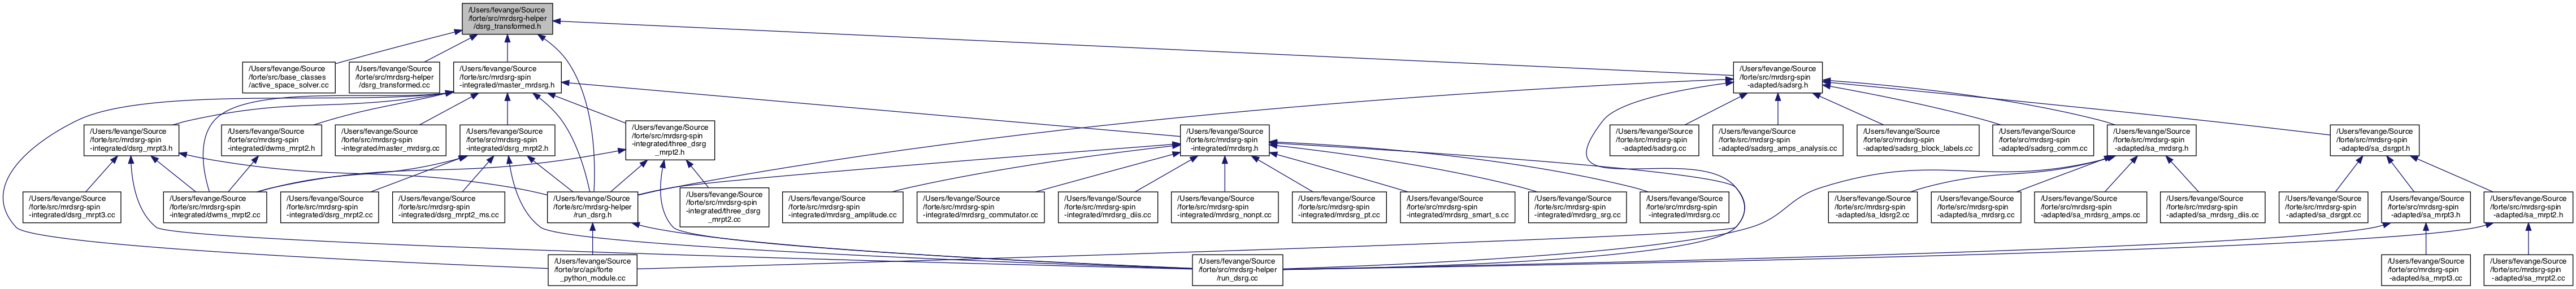 /Users/fevange/Source
/forte/src/mrdsrg-helper
/dsrg_transformed.h
/Users/fevange/Source
/forte/src/base_classes
/active_space_solver.cc
/Users/fevange/Source
/forte/src/mrdsrg-helper
/dsrg_transformed.cc
/Users/fevange/Source
/forte/src/mrdsrg-spin
-integrated/master_mrdsrg.h
/Users/fevange/Source
/forte/src/mrdsrg-spin
-adapted/sadsrg.h
/Users/fevange/Source
/forte/src/mrdsrg-spin
-integrated/dsrg_mrpt3.h
/Users/fevange/Source
/forte/src/mrdsrg-spin
-integrated/dwms_mrpt2.h
/Users/fevange/Source
/forte/src/mrdsrg-spin
-integrated/master_mrdsrg.cc
/Users/fevange/Source
/forte/src/mrdsrg-spin
-integrated/dsrg_mrpt2.h
/Users/fevange/Source
/forte/src/mrdsrg-spin
-integrated/three_dsrg
_mrpt2.h
/Users/fevange/Source
/forte/src/mrdsrg-spin
-integrated/mrdsrg.h
/Users/fevange/Source
/forte/src/mrdsrg-spin
-adapted/sadsrg.cc
/Users/fevange/Source
/forte/src/mrdsrg-spin
-adapted/sadsrg_amps_analysis.cc
/Users/fevange/Source
/forte/src/mrdsrg-spin
-adapted/sadsrg_block_labels.cc
/Users/fevange/Source
/forte/src/mrdsrg-spin
-adapted/sadsrg_comm.cc
/Users/fevange/Source
/forte/src/mrdsrg-spin
-adapted/sa_mrdsrg.h
/Users/fevange/Source
/forte/src/mrdsrg-spin
-adapted/sa_dsrgpt.h
/Users/fevange/Source
/forte/src/mrdsrg-spin
-integrated/dsrg_mrpt3.cc
/Users/fevange/Source
/forte/src/mrdsrg-spin
-integrated/dwms_mrpt2.cc
/Users/fevange/Source
/forte/src/mrdsrg-spin
-integrated/dsrg_mrpt2.cc
/Users/fevange/Source
/forte/src/mrdsrg-spin
-integrated/dsrg_mrpt2_ms.cc
/Users/fevange/Source
/forte/src/mrdsrg-helper
/run_dsrg.h
/Users/fevange/Source
/forte/src/mrdsrg-spin
-integrated/three_dsrg
_mrpt2.cc
/Users/fevange/Source
/forte/src/mrdsrg-spin
-integrated/mrdsrg_amplitude.cc
/Users/fevange/Source
/forte/src/mrdsrg-spin
-integrated/mrdsrg_commutator.cc
/Users/fevange/Source
/forte/src/mrdsrg-spin
-integrated/mrdsrg_diis.cc
/Users/fevange/Source
/forte/src/mrdsrg-spin
-integrated/mrdsrg_nonpt.cc
/Users/fevange/Source
/forte/src/mrdsrg-spin
-integrated/mrdsrg_pt.cc
/Users/fevange/Source
/forte/src/mrdsrg-spin
-integrated/mrdsrg_smart_s.cc
/Users/fevange/Source
/forte/src/mrdsrg-spin
-integrated/mrdsrg_srg.cc
/Users/fevange/Source
/forte/src/mrdsrg-spin
-integrated/mrdsrg.cc
/Users/fevange/Source
/forte/src/mrdsrg-spin
-adapted/sa_ldsrg2.cc
/Users/fevange/Source
/forte/src/mrdsrg-spin
-adapted/sa_mrdsrg.cc
/Users/fevange/Source
/forte/src/mrdsrg-spin
-adapted/sa_mrdsrg_amps.cc
/Users/fevange/Source
/forte/src/mrdsrg-spin
-adapted/sa_mrdsrg_diis.cc
/Users/fevange/Source
/forte/src/mrdsrg-spin
-adapted/sa_dsrgpt.cc
/Users/fevange/Source
/forte/src/mrdsrg-spin
-adapted/sa_mrpt3.h
/Users/fevange/Source
/forte/src/mrdsrg-spin
-adapted/sa_mrpt2.h
/Users/fevange/Source
/forte/src/api/forte
_python_module.cc
/Users/fevange/Source
/forte/src/mrdsrg-helper
/run_dsrg.cc
/Users/fevange/Source
/forte/src/mrdsrg-spin
-adapted/sa_mrpt3.cc
/Users/fevange/Source
/forte/src/mrdsrg-spin
-adapted/sa_mrpt2.cc